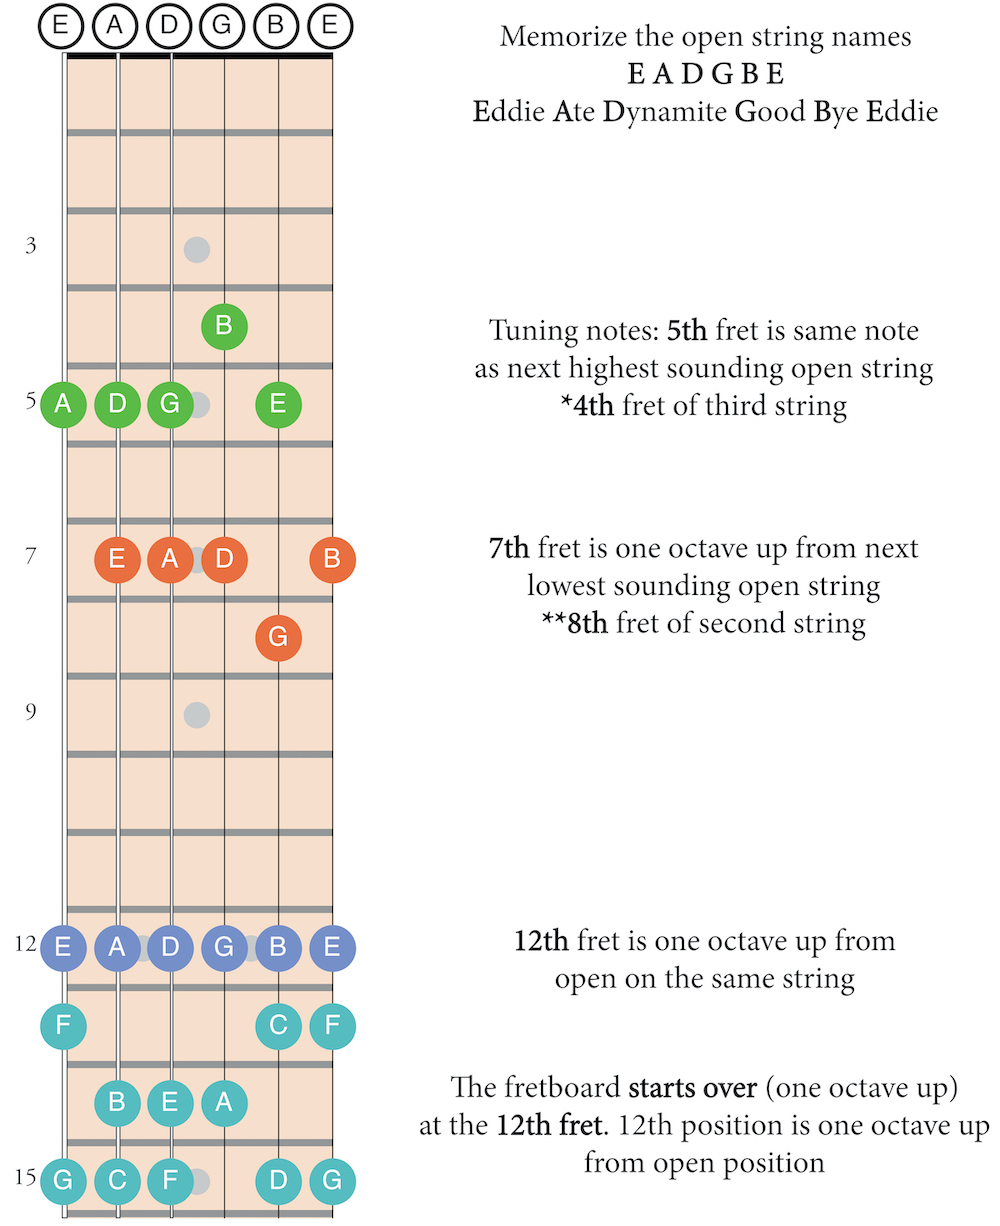 E A D G B E
Memorize the open string names
E A D G B E
Eddie Ate Dynamite Good Bye Eddie
3
B
Tuning notes: 5th fret is same note
as next highest sounding open string
*4th fret of third string
5 A D G E
7 E A D B
7th fret is one octave up from next
lowest sounding open string
**8th fret of second string
G
9
12 E A D G B E
12th fret is one octave up from
open on the same string
F C F
B E A
The fretboard starts over (one octave up)
at the 12th fret. 12th position is one octave up
from open position
15 G C F D G